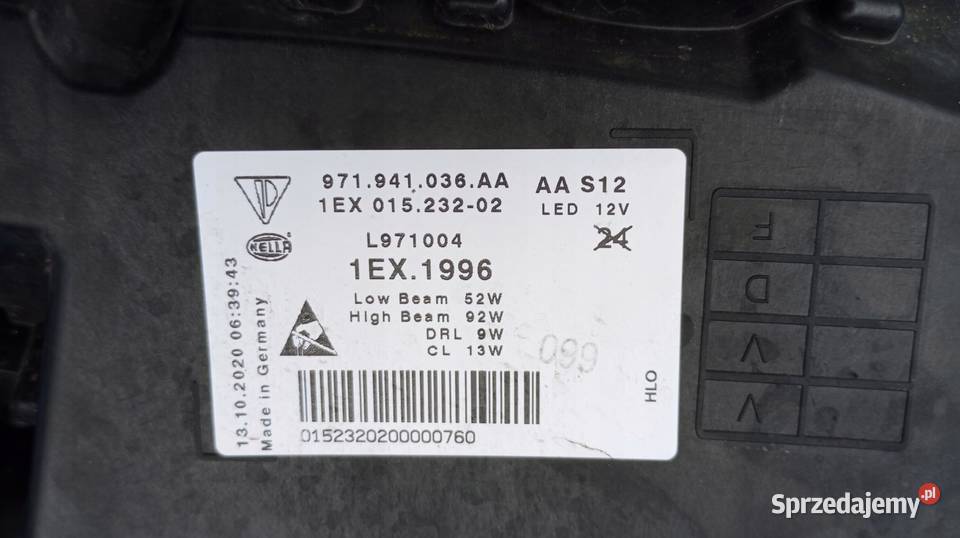 971.941.036.AA
1EX 015.232-02
AA S12
LED 12V
24
HELLA
L971004
1EX.1996
Low Beam 52W
High Beam 92W
DRL 9W
CL 13W
099
13.10.2020 06:39:43
Made in Germany
0152320200000760
HLO
F
D
V
V
Sprzedajemy.pl